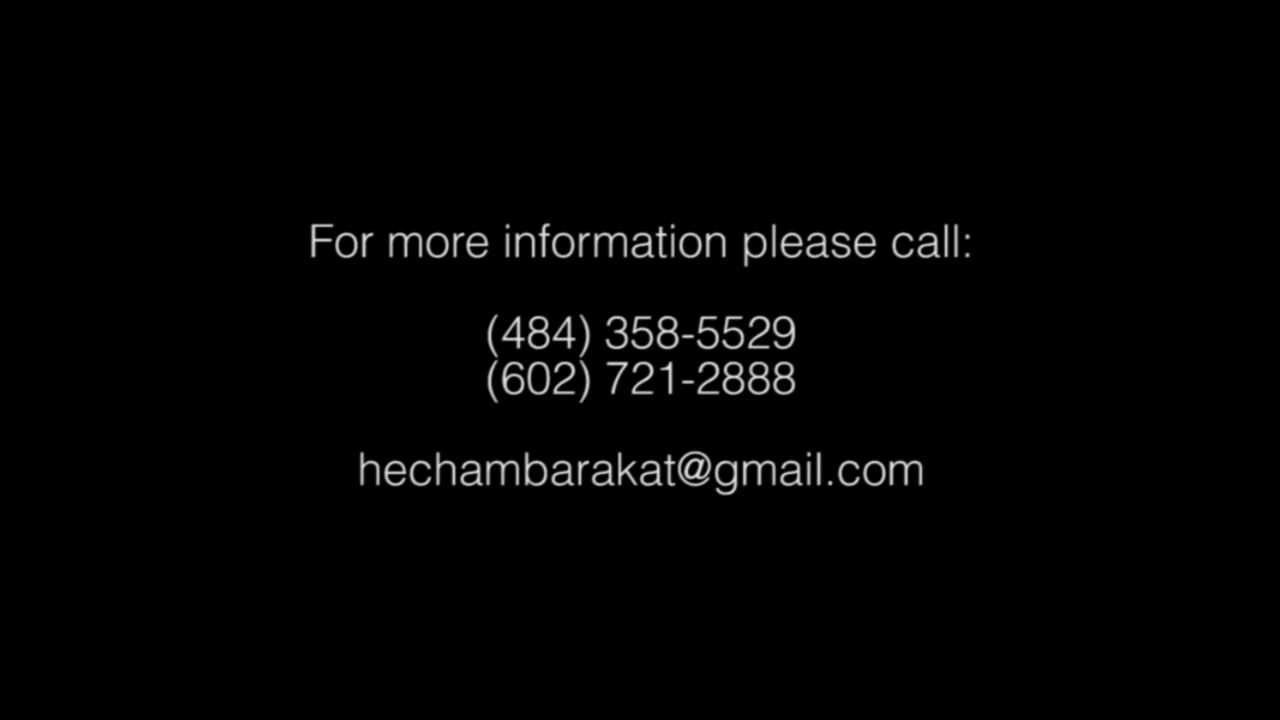 For more information please call:
(484) 358-5529
(602) 721-2888
hechambarakat@gmail.com